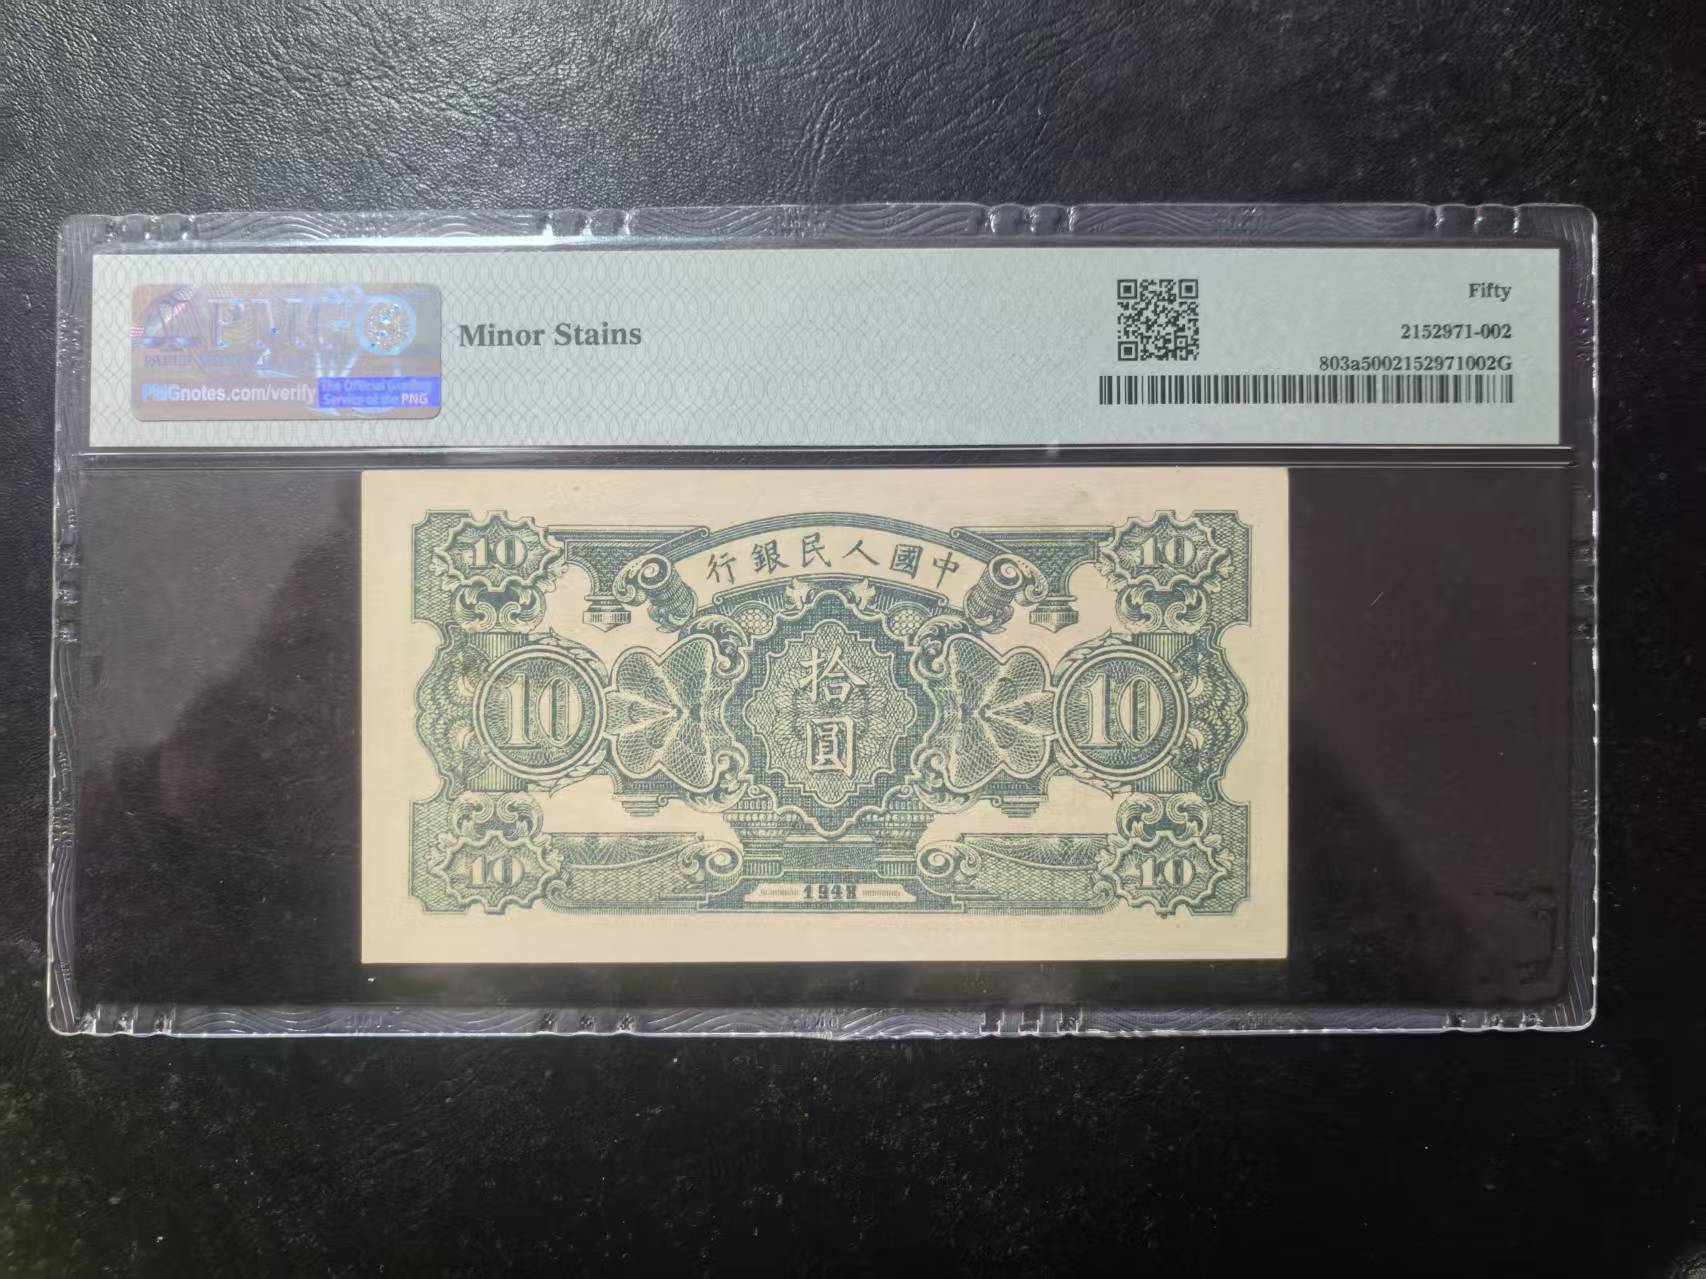 PMG
PMGnotes.com/verify
The Official Grading
Service of the PNG
Minor Stains
Fifty
2152971-002
803a5002152971002G
10
10
行銀民人國中
10
拾
圓
10
10
1948
10